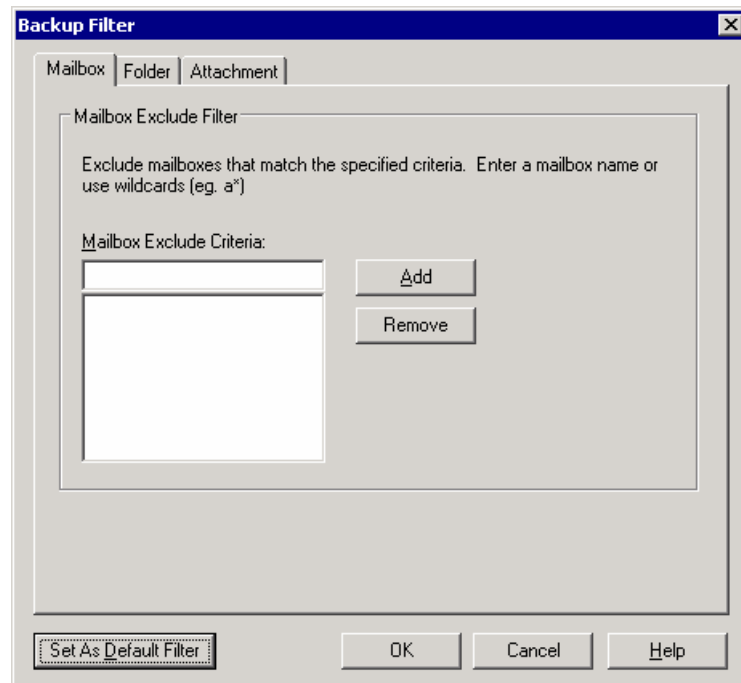 Backup Filter
Mailbox Folder Attachment
Mailbox Exclude Filter
Exclude mailboxes that match the specified criteria. Enter a mailbox name or
use wildcards (eg. a*)
Mailbox Exclude Criteria:
Add
Remove
Set As Default Filter OK Cancel Help